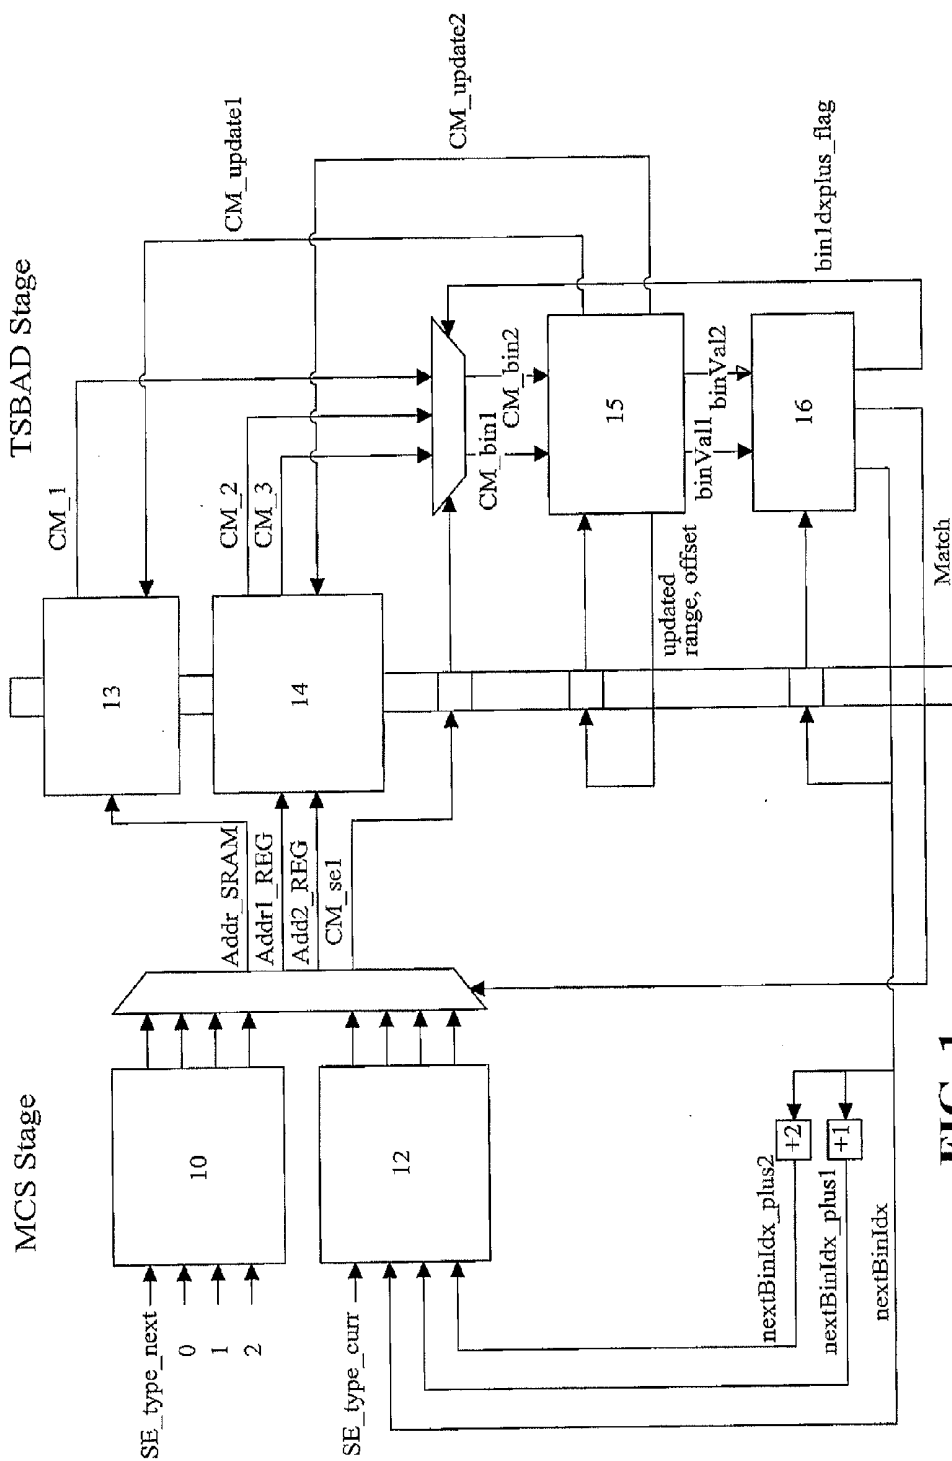 MCS Stage
TSBAD Stage
SE_type_next
0
1
2
10
SE_type_curr
12
Addr_SRAM
Addr1_REG
Add2_REG
CM_se1
13
14
CM_1
CM_2
CM_3
CM_update1
CM_update2
CM_bin1
CM_bin2
15
updated
range, offset
binVal1
binVal2
16
bin1dxplus_flag
Match
nextBinIdx_plus2
+2
nextBinIdx_plus1
+1
nextBinIdx
FIG. 1